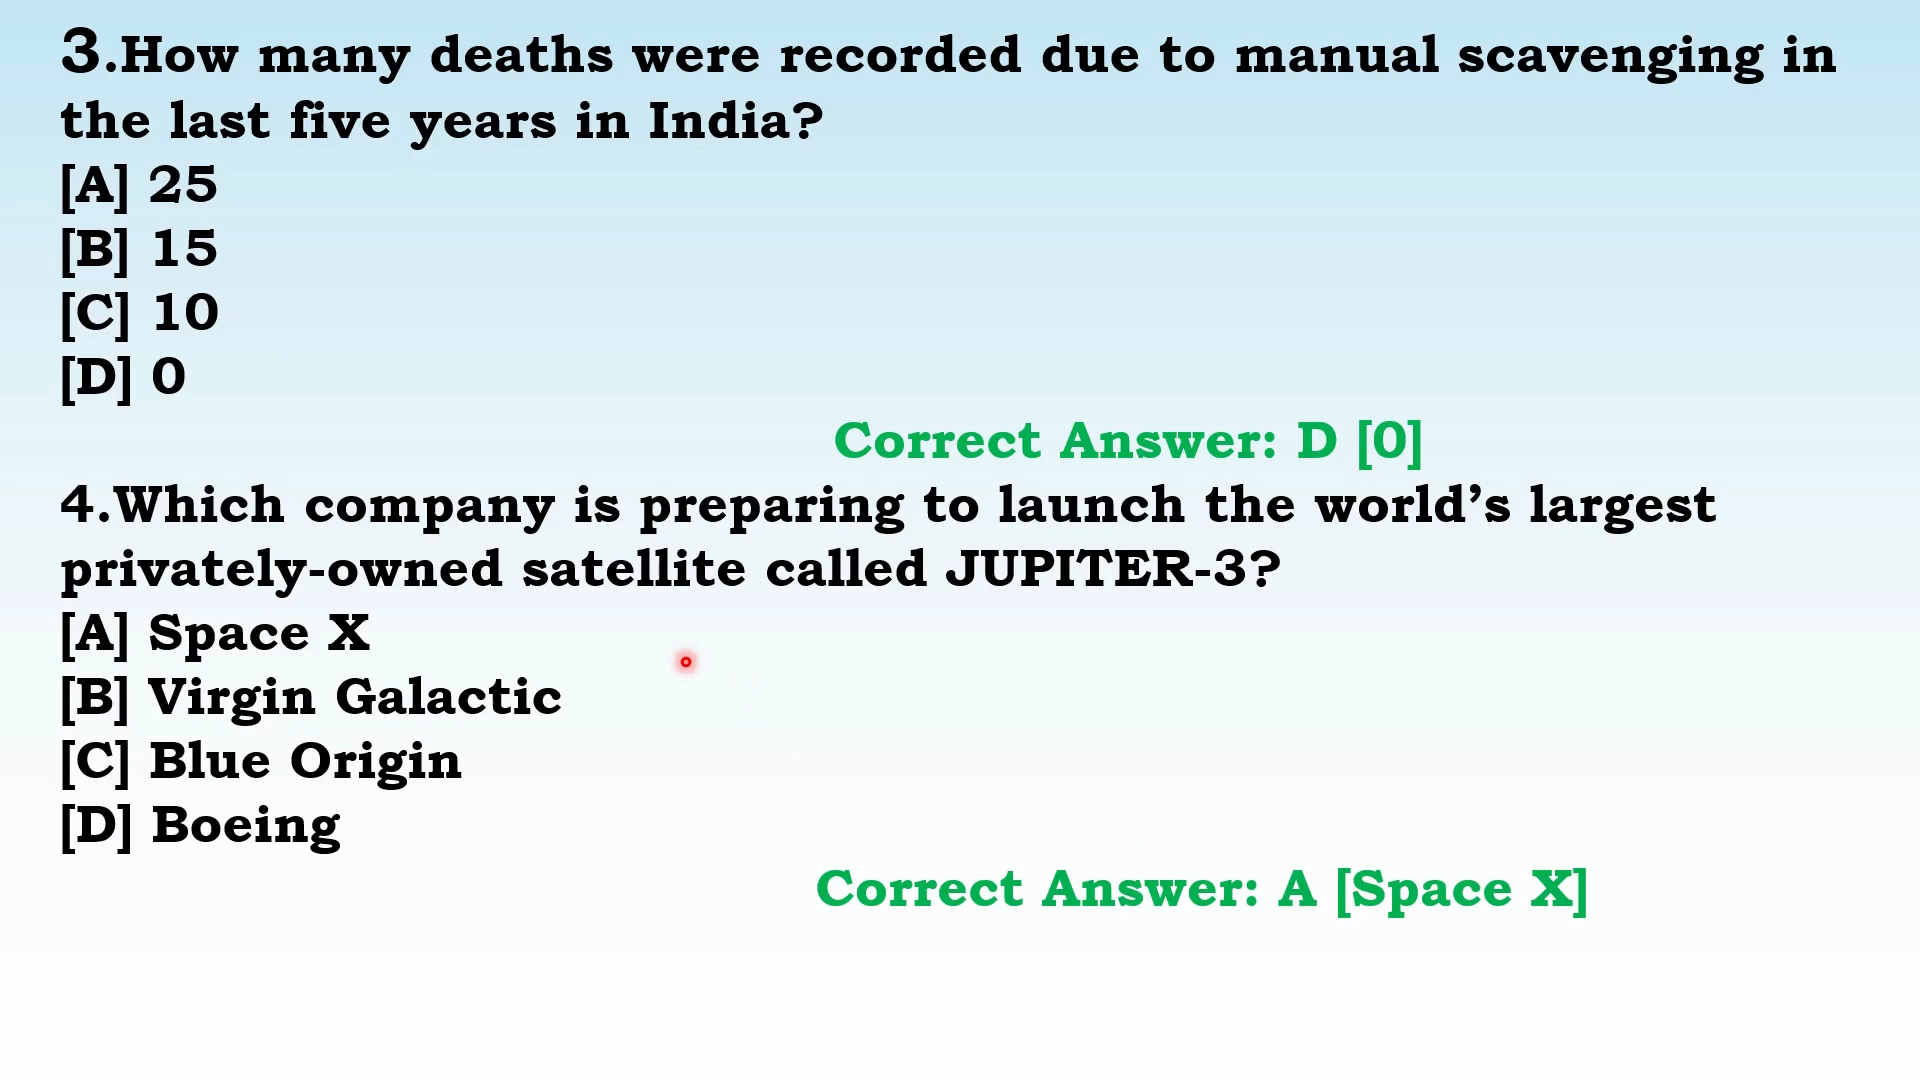 3.How many deaths were recorded due to manual scavenging in
the last five years in India?
[A] 25
[B] 15
[C] 10
[D] 0
Correct Answer: D [0]
4.Which company is preparing to launch the world’s largest
privately-owned satellite called JUPITER-3?
[A] Space X
[B] Virgin Galactic
[C] Blue Origin
[D] Boeing
Correct Answer: A [Space X]